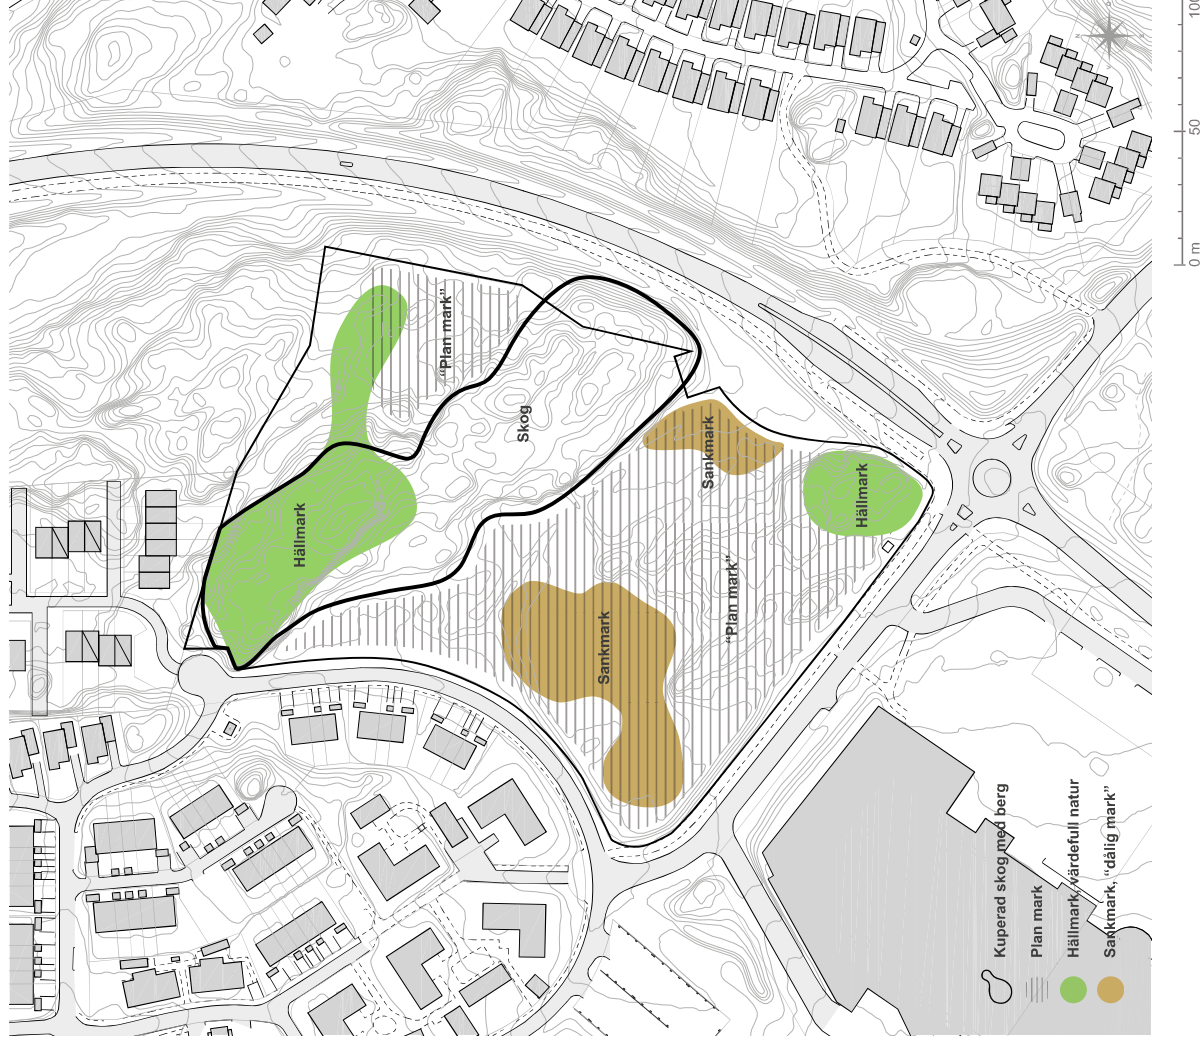 Hällmark
“Plan mark”
Skog
Sankmark
Sankmark
“Plan mark”
Hällmark
Kuperad skog med berg
Plan mark
Hällmark, värdefull natur
Sankmark, “dålig mark”
0 m
50
100